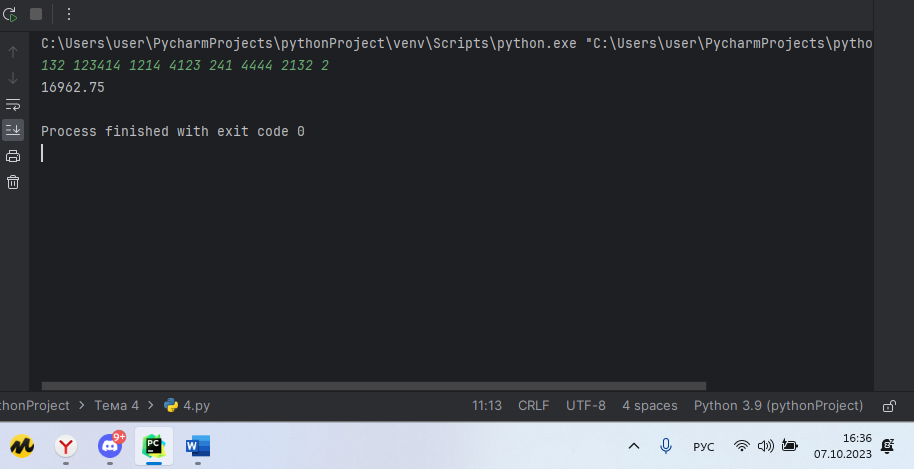 C:\Users\user\PycharmProjects\pythonProject\venv\Scripts\python.exe "C:\Users\user\PycharmProjects\pytho
132 123414 1214 4123 241 4444 2132 2
16962.75
Process finished with exit code 0
thonProject > Тема 4 > 4.py
11:13 CRLF UTF-8 4 spaces Python 3.9 (pythonProject)
Y
9+
PC
W
РУС
16:36
07.10.2023